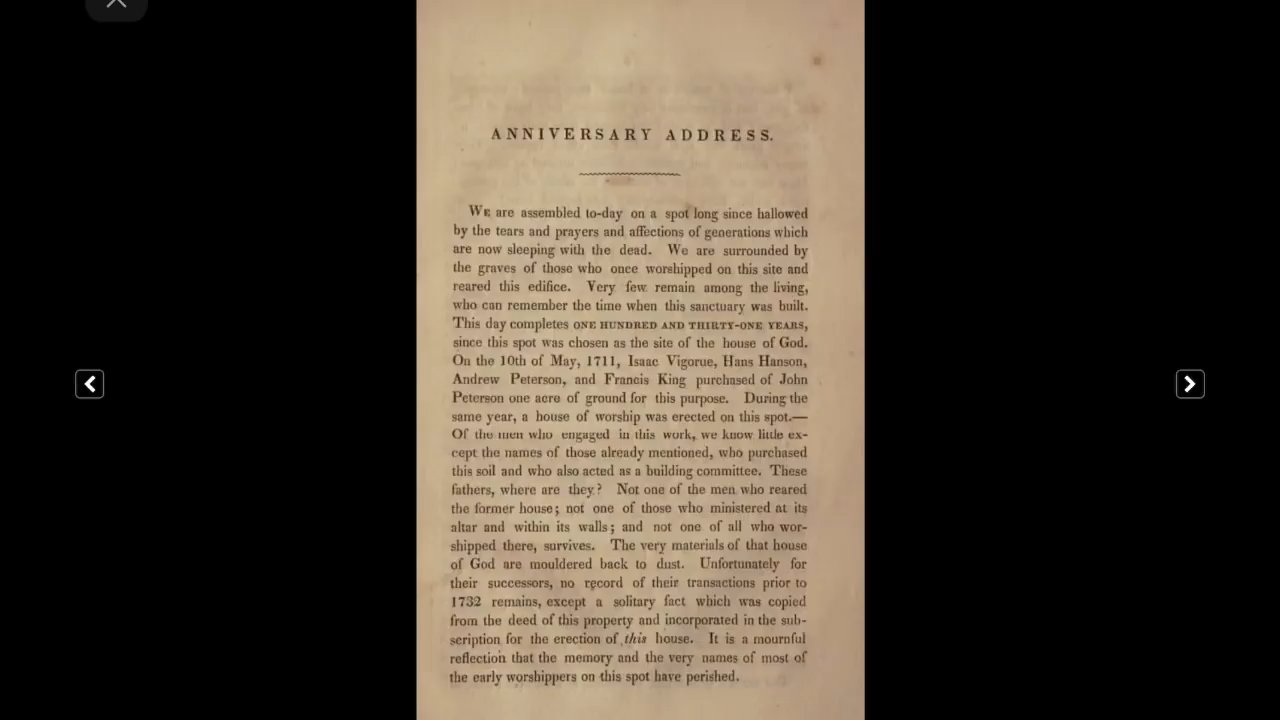 ANNIVERSARY ADDRESS.
WE are assembled to-day on a spot long since hallowed
by the tears and prayers and affections of generations which
are now sleeping with the dead. We are surrounded by
the graves of those who once worshipped on this site and
reared this edifice. Very few remain among the living,
who can remember the time when this sanctuary was built.
This day completes ONE HUNDRED AND THIRTY-ONE YEARS,
since this spot was chosen as the site of the house of God.
On the 10th of May, 1711, Isaac Vigorue, Hans Hanson,
Andrew Peterson, and Francis King purchased of John
Peterson one acre of ground for this purpose. During the
same year, a house of worship was erected on this spot.—
Of the men who engaged in this work, we know little ex-
cept the names of those already mentioned, who purchased
this soil and who also acted as a building committee. These
fathers, where are they? Not one of the men who reared
the former house; not one of those who ministered at its
altar and within its walls; and not one of all who wor-
shipped there, survives. The very materials of that house
of God are mouldered back to dust. Unfortunately for
their successors, no record of their transactions prior to
1732 remains, except a solitary fact which was copied
from the deed of this property and incorporated in the sub-
scription for the erection of this house. It is a mournful
reflection that the memory and the very names of most of
the early worshippers on this spot have perished.